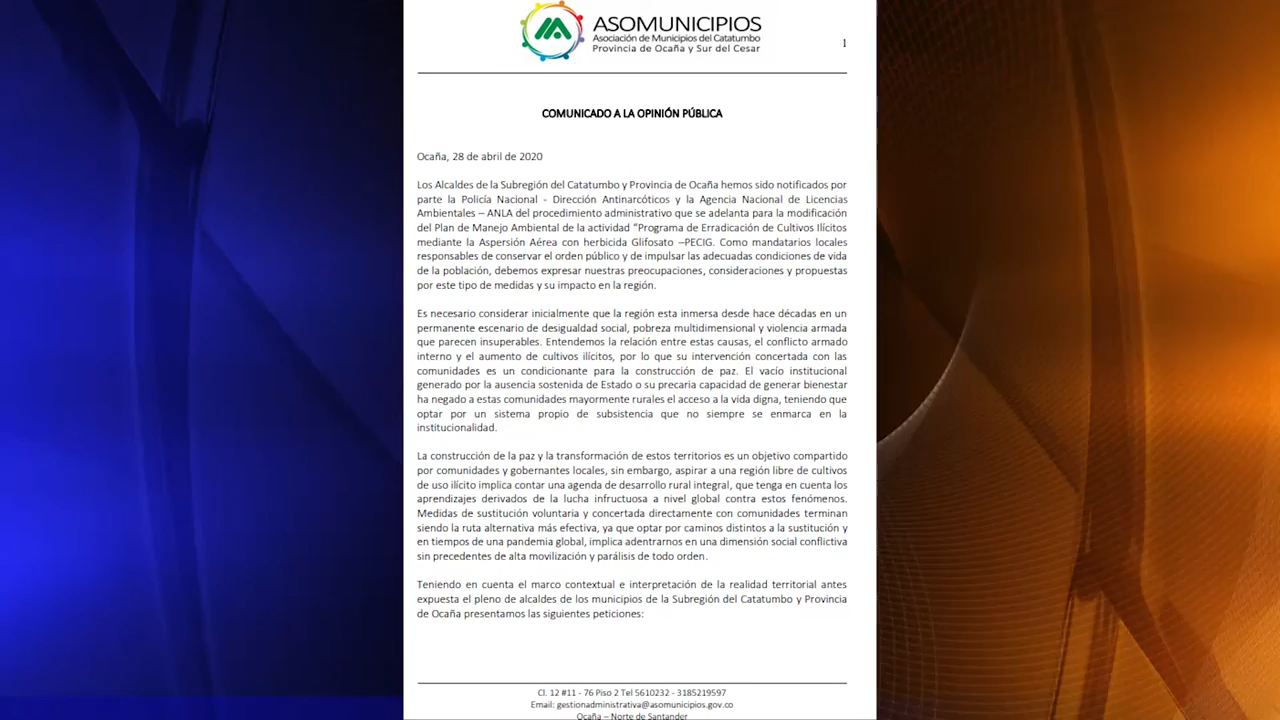 ASOMUNICIPIOS
Asociación de Municipios del Catatumbo
Provincia de Ocaña y Sur del Cesar
1
COMUNICADO A LA OPINIÓN PÚBLICA
Ocaña, 28 de abril de 2020
Los Alcaldes de la Subregión del Catatumbo y Provincia de Ocaña hemos sido notificados por
parte la Policía Nacional - Dirección Antinarcóticos y la Agencia Nacional de Licencias
Ambientales – ANLA del procedimiento administrativo que se adelanta para la modificación
del Plan de Manejo Ambiental de la actividad “Programa de Erradicación de Cultivos Ilícitos
mediante la Aspersión Aérea con herbicida Glifosato –PECIG. Como mandatarios locales
responsables de conservar el orden público y de impulsar las adecuadas condiciones de vida
de la población, debemos expresar nuestras preocupaciones, consideraciones y propuestas
por este tipo de medidas y su impacto en la región.
Es necesario considerar inicialmente que la región esta inmersa desde hace décadas en un
permanente escenario de desigualdad social, pobreza multidimensional y violencia armada
que parecen insuperables. Entendemos la relación entre estas causas, el conflicto armado
interno y el aumento de cultivos ilícitos, por lo que su intervención concertada con las
comunidades es un condicionante para la construcción de paz. El vacío institucional
generado por la ausencia sostenida de Estado o su precaria capacidad de generar bienestar
ha negado a estas comunidades mayormente rurales el acceso a la vida digna, teniendo que
optar por un sistema propio de subsistencia que no siempre se enmarca en la
institucionalidad.
La construcción de la paz y la transformación de estos territorios es un objetivo compartido
por comunidades y gobernantes locales, sin embargo, aspirar a una región libre de cultivos
de uso ilícito implica contar una agenda de desarrollo rural integral, que tenga en cuenta los
aprendizajes derivados de la lucha infructuosa a nivel global contra estos fenómenos.
Medidas de sustitución voluntaria y concertada directamente con comunidades terminan
siendo la ruta alternativa más efectiva, ya que optar por caminos distintos a la sustitución y
en tiempos de una pandemia global, implica adentrarnos en una dimensión social conflictiva
sin precedentes de alta movilización y parálisis de todo orden.
Teniendo en cuenta el marco contextual e interpretación de la realidad territorial antes
expuesta el pleno de alcaldes de los municipios de la Subregión del Catatumbo y Provincia
de Ocaña presentamos las siguientes peticiones:
Cl. 12 #11 - 76 Piso 2 Tel 5610232 - 3185219597
Email: gestionadministrativa@asomunicipios.gov.co
Ocaña – Norte de Santander